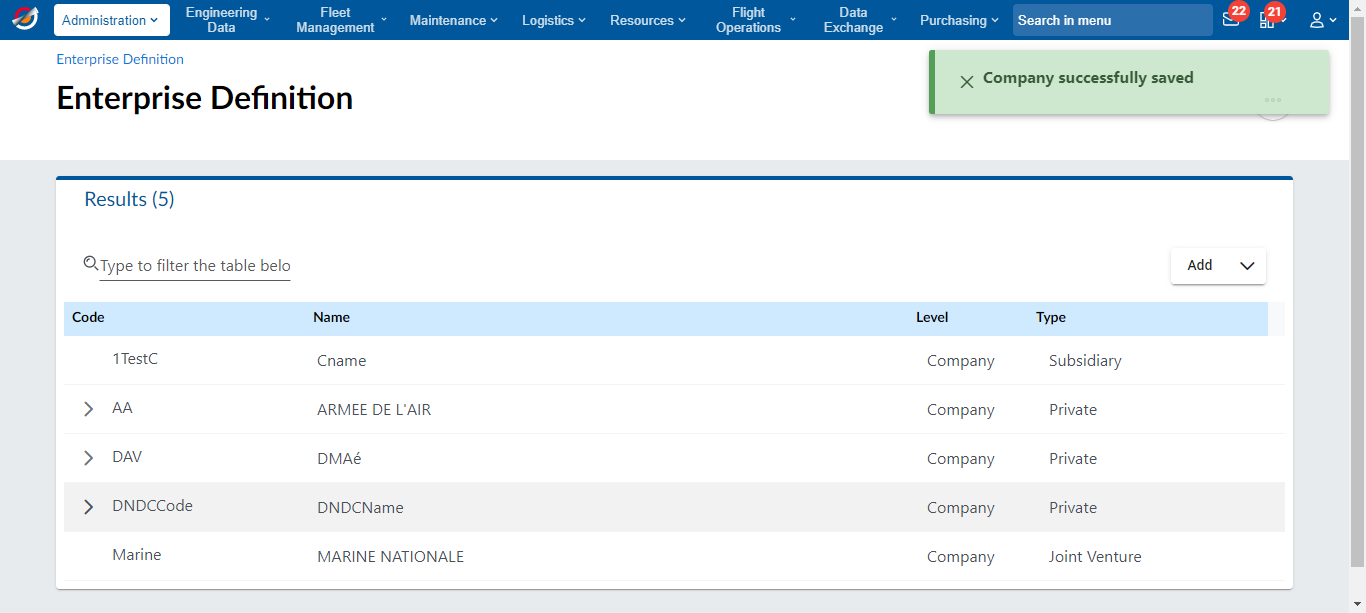 Administration
Engineering
Data
Fleet
Management
Maintenance
Logistics
Resources
Flight
Operations
Data
Exchange
Purchasing
Search in menu
22
21
Enterprise Definition
Enterprise Definition
Company successfully saved
Results (5)
Type to filter the table belo
Add
Code Name Level Type
1TestC Cname Company Subsidiary
AA ARMEE DE L'AIR Company Private
DAV DMAé Company Private
DNDCCode DNDCName Company Private
Marine MARINE NATIONALE Company Joint Venture